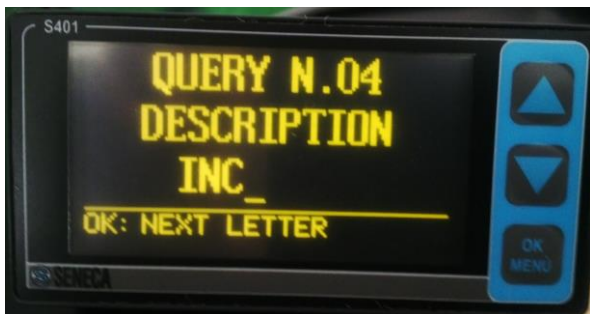 S401
QUERY N.04
DESCRIPTION
INC_
OK: NEXT LETTER
OK
MENÙ
SENECA